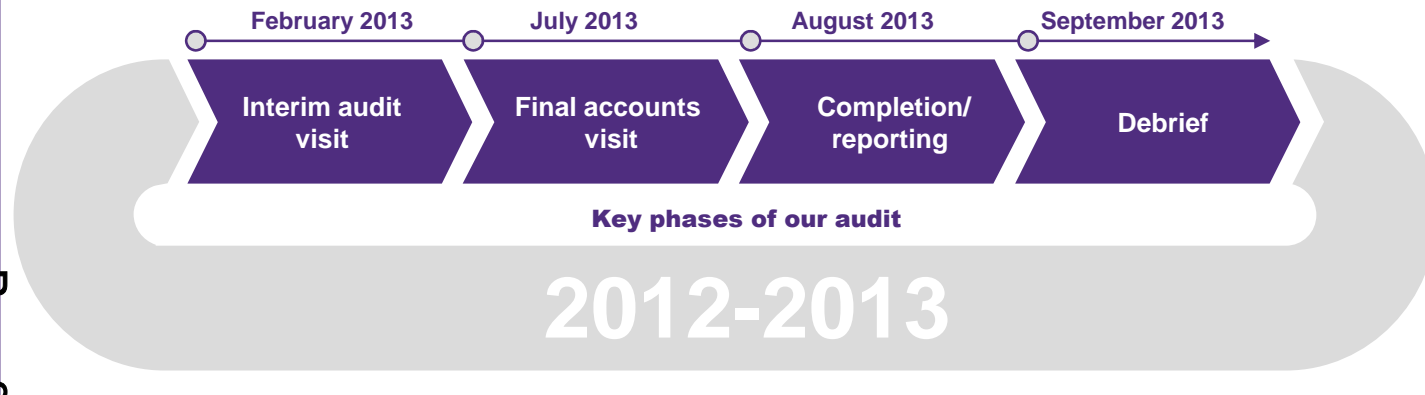 February 2013
July 2013
August 2013
September 2013
Interim audit
visit
Final accounts
visit
Completion/
reporting
Debrief
Key phases of our audit
2012-2013